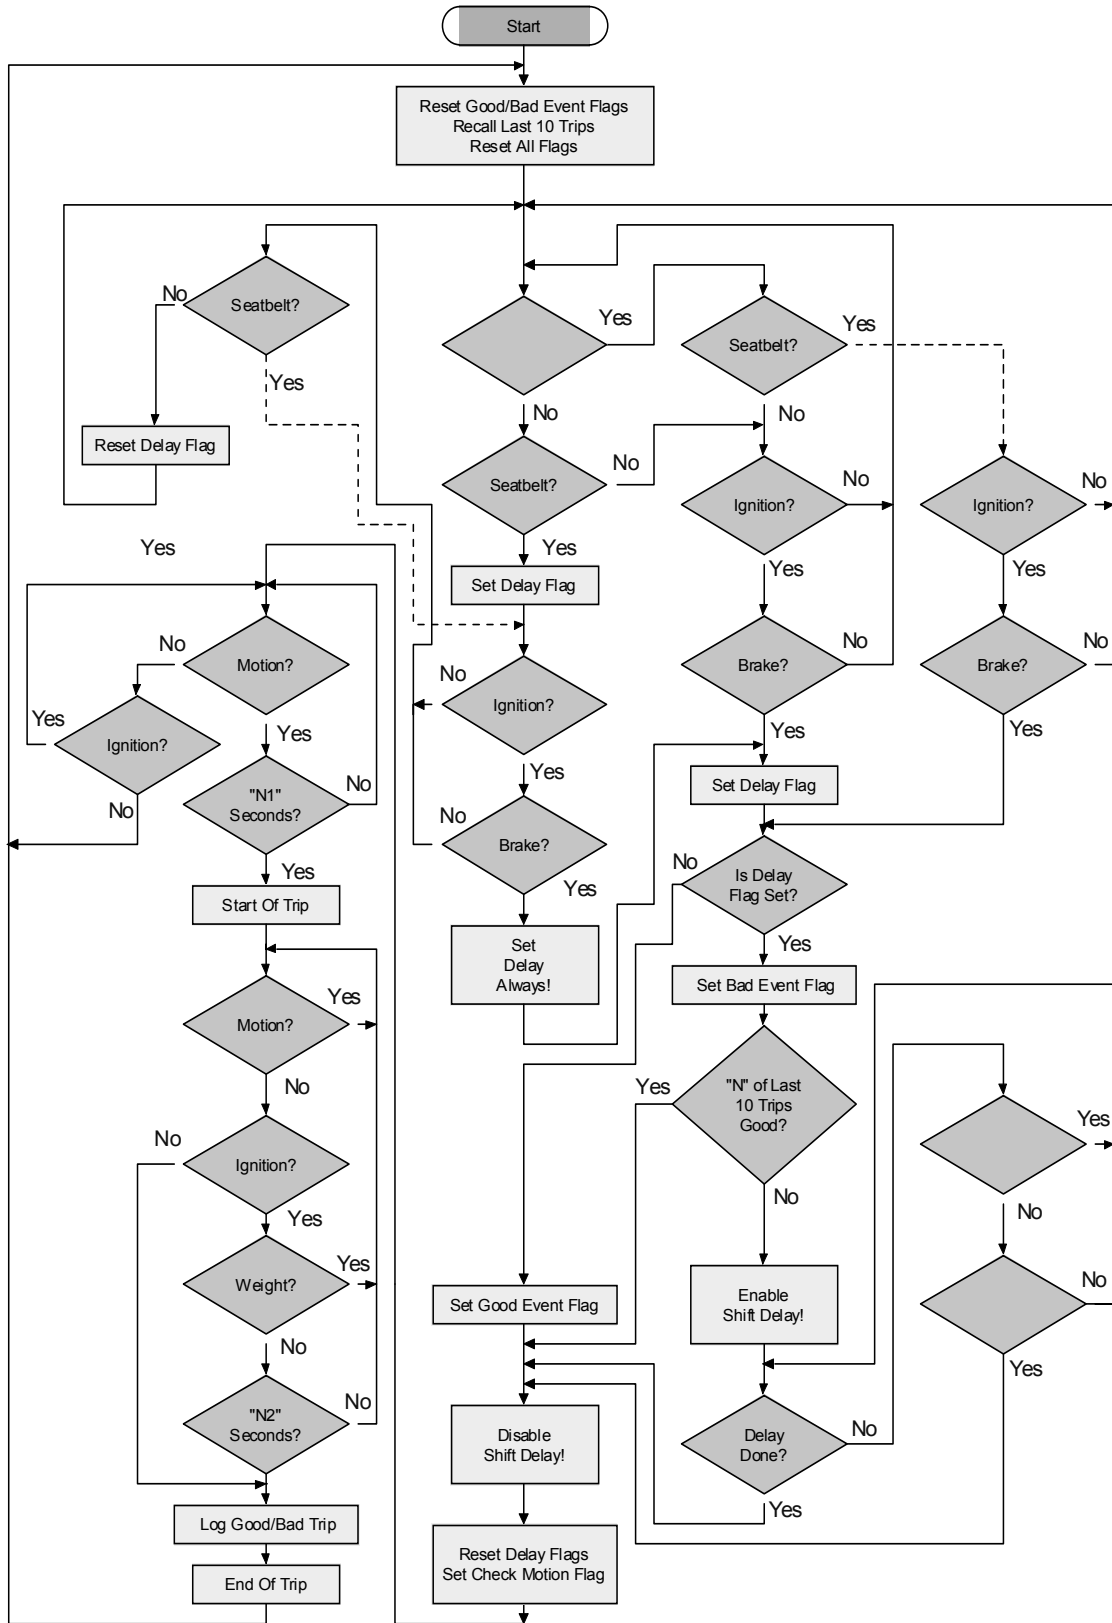 Start
Reset Good/Bad Event Flags
Recall Last 10 Trips
Reset All Flags
No
Seatbelt?
Yes
Yes
Seatbelt?
Yes
No
No
Reset Delay Flag
Seatbelt?
No
Ignition?
No
Ignition?
No
Yes
Yes
Yes
Yes
Set Delay Flag
No
Motion?
No
Ignition?
Brake?
No
Brake?
No
Yes
Ignition?
Yes
Yes
Yes
Yes
No
"N1"
Seconds?
No
No
Brake?
Set Delay Flag
Yes
Yes
No
Is Delay
Flag Set?
Start Of Trip
Set
Delay
Always!
Yes
Set Bad Event Flag
Motion?
Yes
No
Yes
"N" of Last
10 Trips
Good?
Yes
No
Ignition?
Yes
No
No
Weight?
Yes
Set Good Event Flag
Enable
Shift Delay!
No
No
Yes
"N2"
Seconds?
No
Disable
Shift Delay!
Delay
Done?
No
Yes
Log Good/Bad Trip
Reset Delay Flags
Set Check Motion Flag
End Of Trip